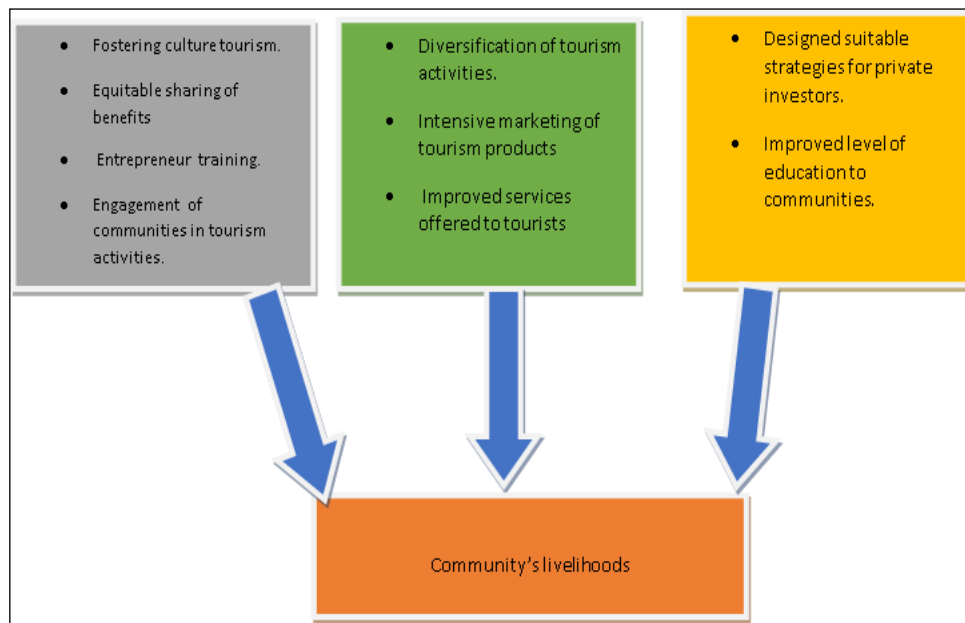 • Fostering culture tourism.
• Equitable sharing of
benefits
• Entrepreneur training.
• Engagement of
communities in tourism
activities.
• Diversification of tourism
activities.
• Intensive marketing of
tourism products
• Improved services
offered to tourists
• Designed suitable
strategies for private
investors.
• Improved level of
education to
communities.
Community’s livelihoods